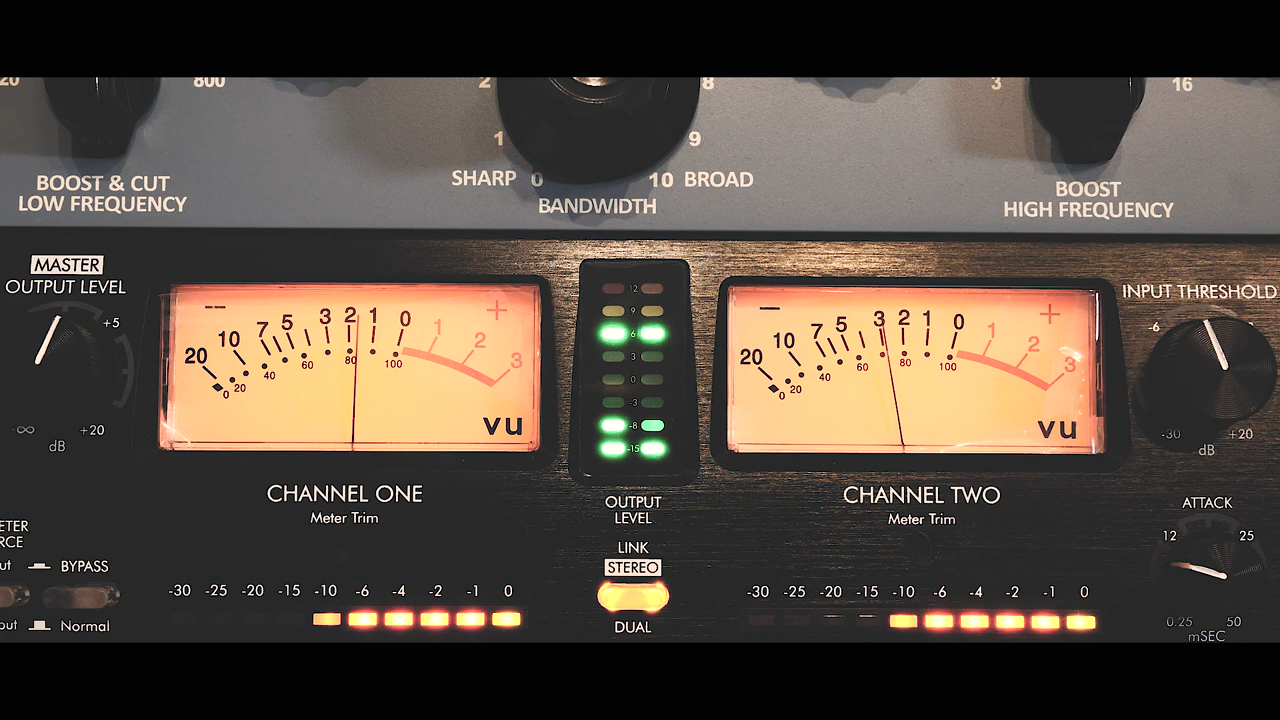 20 800 2 8 3 16
1 9
SHARP 0 10 BROAD
BANDWIDTH
BOOST & CUT
LOW FREQUENCY
BOOST
HIGH FREQUENCY
MASTER
OUTPUT LEVEL
+5
-∞ +20
dB
− +
20 10 7 5 3 2 1 0 1 2 3
0 20 40 60 80 100
vu
12
9
6
3
0
-3
-8
-15
OUTPUT
LEVEL
− +
20 10 7 5 3 2 1 0 1 2 3
0 20 40 60 80 100
vu
INPUT THRESHOLD
-6
-30 +20
dB
CHANNEL ONE
Meter Trim
CHANNEL TWO
Meter Trim
ATTACK
12 25
0.25 50
mSEC
LINK
STEREO
DUAL
ETER
RCE
ut BYPASS
put Normal
-30 -25 -20 -15 -10 -6 -4 -2 -1 0
-30 -25 -20 -15 -10 -6 -4 -2 -1 0